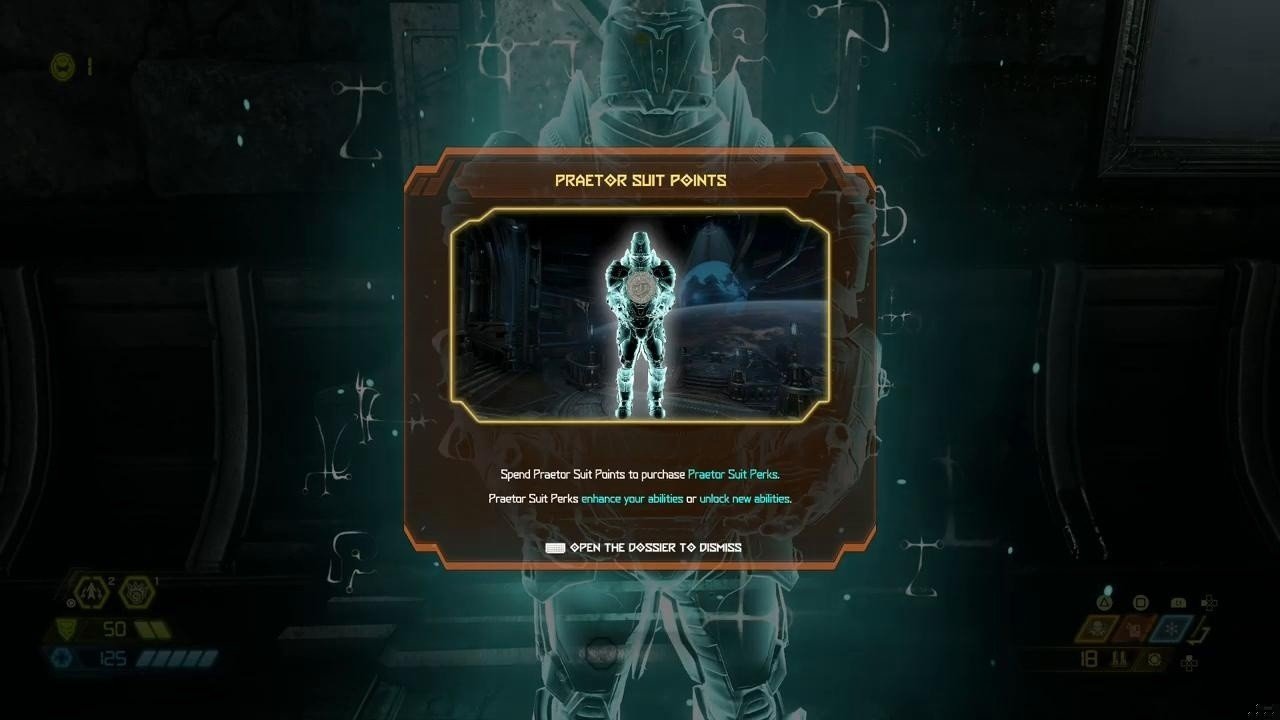 1
PRAETOR SUIT POINTS
Spend Praetor Suit Points to purchase Praetor Suit Perks.
Praetor Suit Perks enhance your abilities or unlock new abilities.
OPEN THE DOSSIER TO DISMISS
2
1
50
125
18